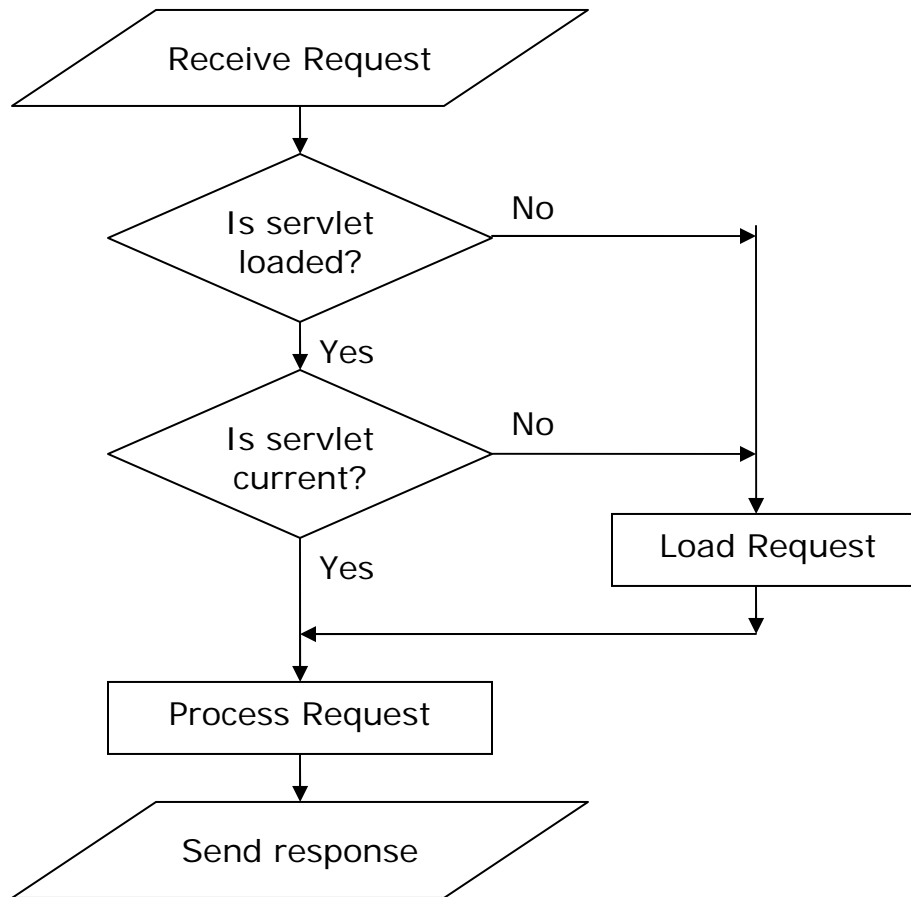 Receive Request
Is servlet
loaded?
No
Yes
Is servlet
current?
No
Yes
Load Request
Process Request
Send response